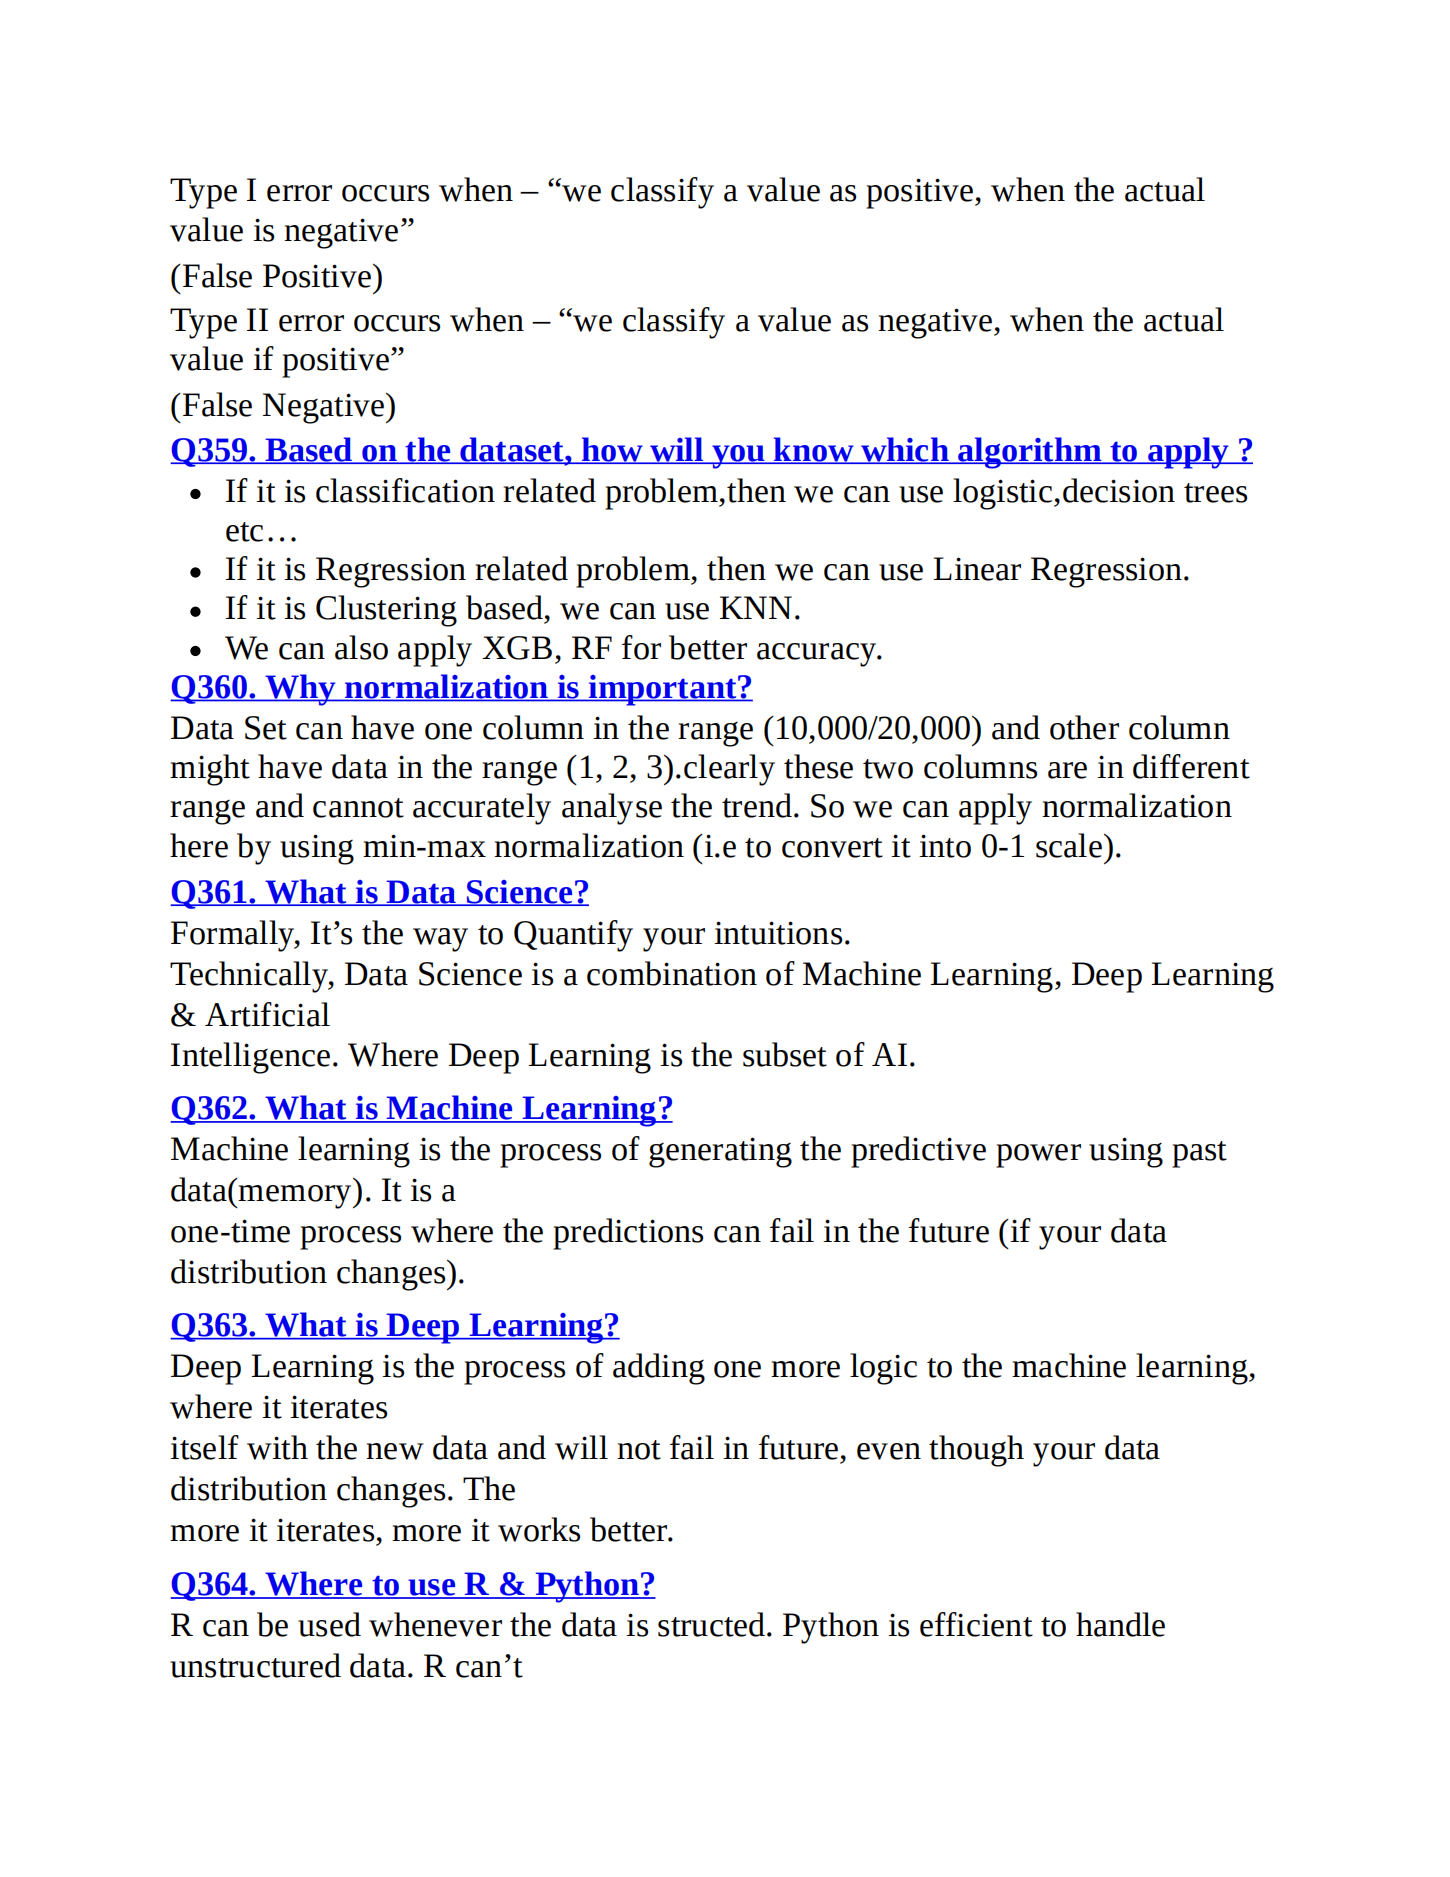 Type I error occurs when – “we classify a value as positive, when the actual
value is negative”
(False Positive)
Type II error occurs when – “we classify a value as negative, when the actual
value if positive”
(False Negative)
Q359. Based on the dataset, how will you know which algorithm to apply ?
• If it is classification related problem,then we can use logistic,decision trees
etc…
• If it is Regression related problem, then we can use Linear Regression.
• If it is Clustering based, we can use KNN.
• We can also apply XGB, RF for better accuracy.
Q360. Why normalization is important?
Data Set can have one column in the range (10,000/20,000) and other column
might have data in the range (1, 2, 3).clearly these two columns are in different
range and cannot accurately analyse the trend. So we can apply normalization
here by using min-max normalization (i.e to convert it into 0-1 scale).
Q361. What is Data Science?
Formally, It’s the way to Quantify your intuitions.
Technically, Data Science is a combination of Machine Learning, Deep Learning
& Artificial
Intelligence. Where Deep Learning is the subset of AI.
Q362. What is Machine Learning?
Machine learning is the process of generating the predictive power using past
data(memory). It is a
one-time process where the predictions can fail in the future (if your data
distribution changes).
Q363. What is Deep Learning?
Deep Learning is the process of adding one more logic to the machine learning,
where it iterates
itself with the new data and will not fail in future, even though your data
distribution changes. The
more it iterates, more it works better.
Q364. Where to use R & Python?
R can be used whenever the data is structed. Python is efficient to handle
unstructured data. R can’t